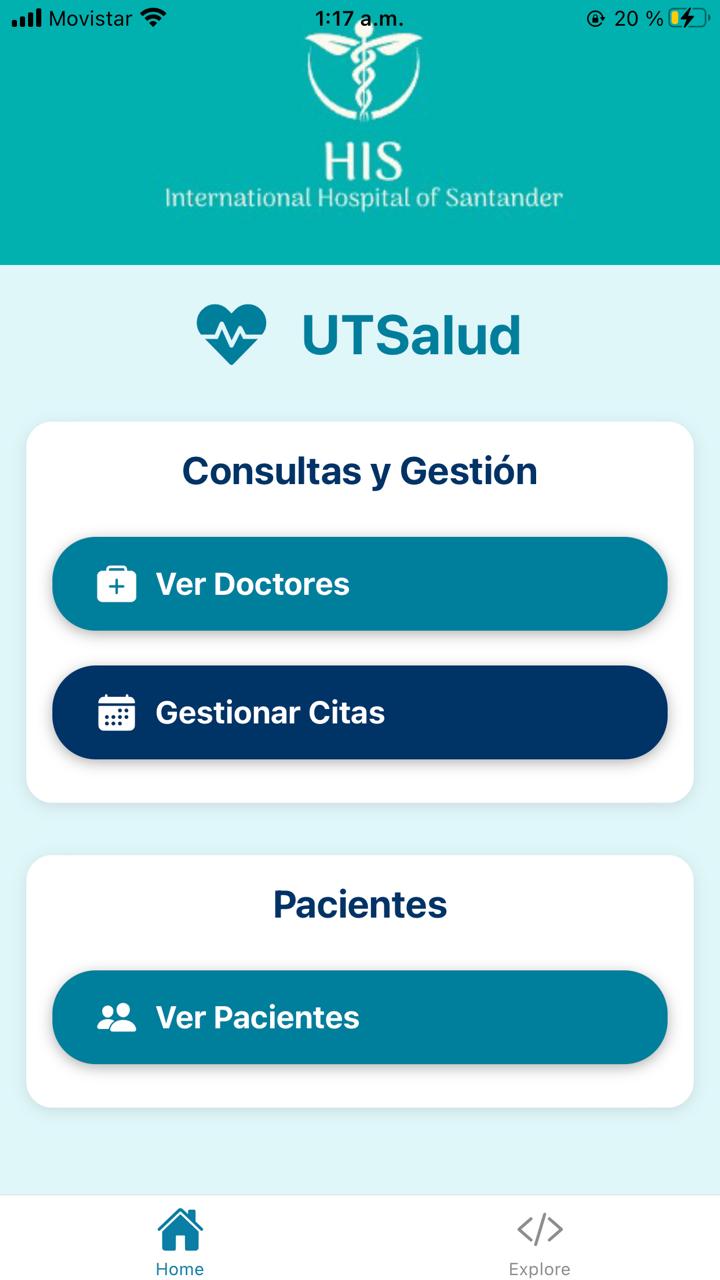 Movistar 1:17 a.m. 20 %
HIS
International Hospital of Santander
UTSalud
Consultas y Gestión
Ver Doctores
Gestionar Citas
Pacientes
Ver Pacientes
Home Explore